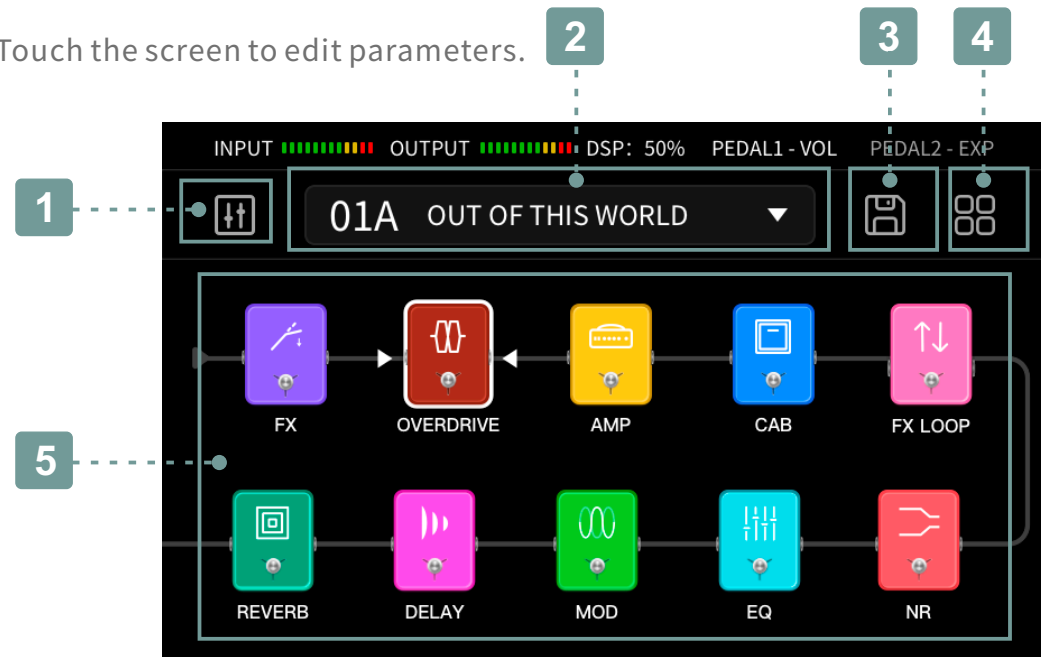 Touch the screen to edit parameters.
2
3
4
INPUT OUTPUT DSP: 50% PEDAL1 - VOL PEDAL2 - EXP
1
01A OUT OF THIS WORLD
FX OVERDRIVE AMP CAB FX LOOP
5
REVERB DELAY MOD EQ NR